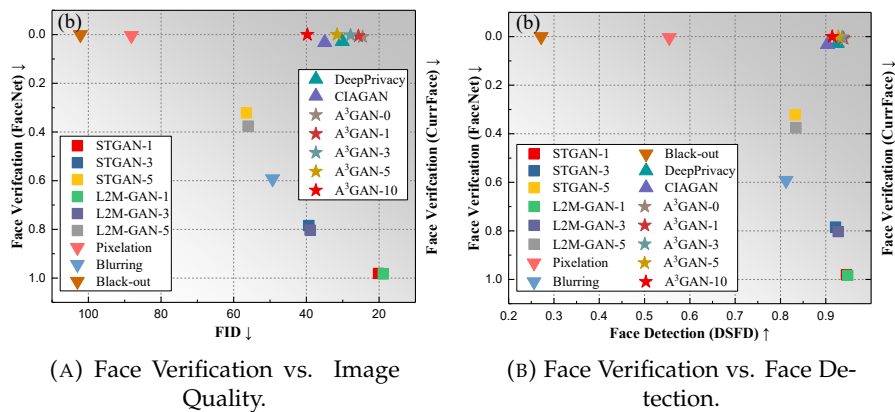 (b)
0.0
0.2
0.4
0.6
0.8
1.0
Face Verification (FaceNet) ↓
Face Verification (CurrFace) ↓
DeepPrivacy
CIAGAN
A³GAN-0
A³GAN-1
A³GAN-3
A³GAN-5
A³GAN-10
STGAN-1
STGAN-3
STGAN-5
L2M-GAN-1
L2M-GAN-3
L2M-GAN-5
Pixelation
Blurring
Black-out
100 80 60 40 20
FID ↓
(A) Face Verification vs. Image
Quality.
(b)
0.0
0.2
0.4
0.6
0.8
1.0
Face Verification (FaceNet) ↓
Face Verification (CurrFace) ↓
STGAN-1
STGAN-3
STGAN-5
L2M-GAN-1
L2M-GAN-3
L2M-GAN-5
Pixelation
Blurring
Black-out
DeepPrivacy
CIAGAN
A³GAN-0
A³GAN-1
A³GAN-3
A³GAN-5
A³GAN-10
0.2 0.3 0.4 0.5 0.6 0.7 0.8 0.9 1.0
Face Detection (DSFD) ↑
(B) Face Verification vs. Face De-
tection.